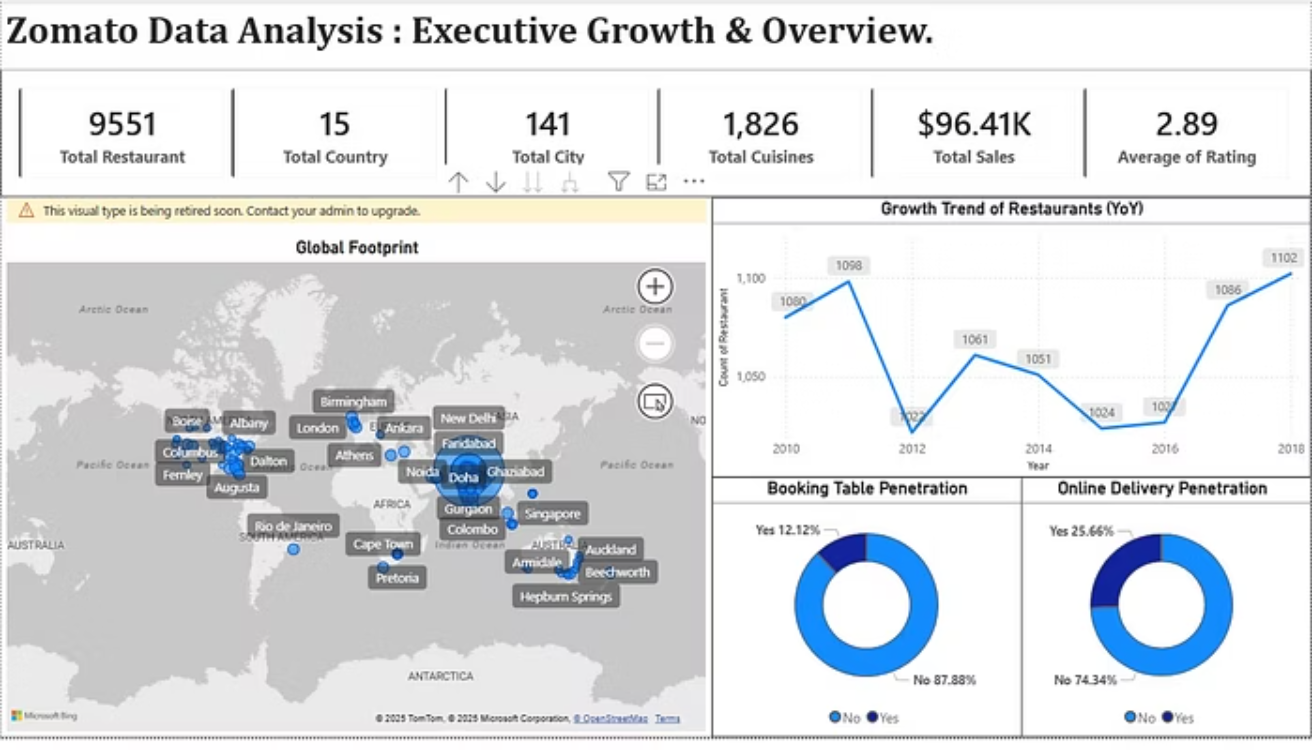 Zomato Data Analysis : Executive Growth & Overview.
9551
Total Restaurant
15
Total Country
141
Total City
1,826
Total Cuisines
$96.41K
Total Sales
2.89
Average of Rating
This visual type is being retired soon. Contact your admin to upgrade.
Global Footprint
Arctic Ocean
Arctic Ocean
Birmingham
Boise
Albany
London
Ankara
New Delhi
Columbus
Dalton
Athens
Faridabad
Pacific Ocean
Pacific Ocean
Fernley
Noida
Doha
Ghaziabad
Augusta
AFRICA
Gurgaon
Singapore
Rio de Janeiro
Colombo
SOUTH AMERICA
AUSTRALIA
Cape Town
Indian Ocean
AUSTRALIA
Auckland
Pretoria
Armidale
Beechworth
Hepburn Springs
ANTARCTICA
Microsoft Bing
© 2025 TomTom, © 2025 Microsoft Corporation, © OpenStreetMap Terms
Growth Trend of Restaurants (YoY)
Count of Restaurant
1,100
1,050
1080
1098
1022
1061
1051
1024
1086
1102
2010
2012
2014
2016
2018
Year
Booking Table Penetration
Yes 12.12%
No 87.88%
No Yes
Online Delivery Penetration
Yes 25.66%
No 74.34%
No Yes